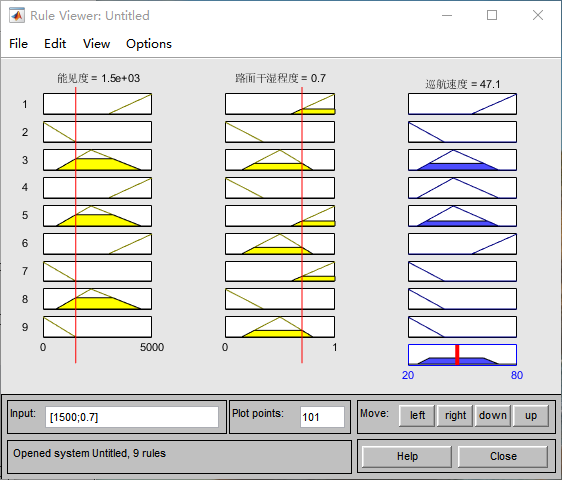 Rule Viewer: Untitled
File Edit View Options
能见度 = 1.5e+03 路面干湿程度 = 0.7 巡航速度 = 47.1
1
2
3
4
5
6
7
8
9
0 5000 0 1
20 80
Input: [1500;0.7] Plot points: 101 Move: left right down up
Opened system Untitled, 9 rules Help Close